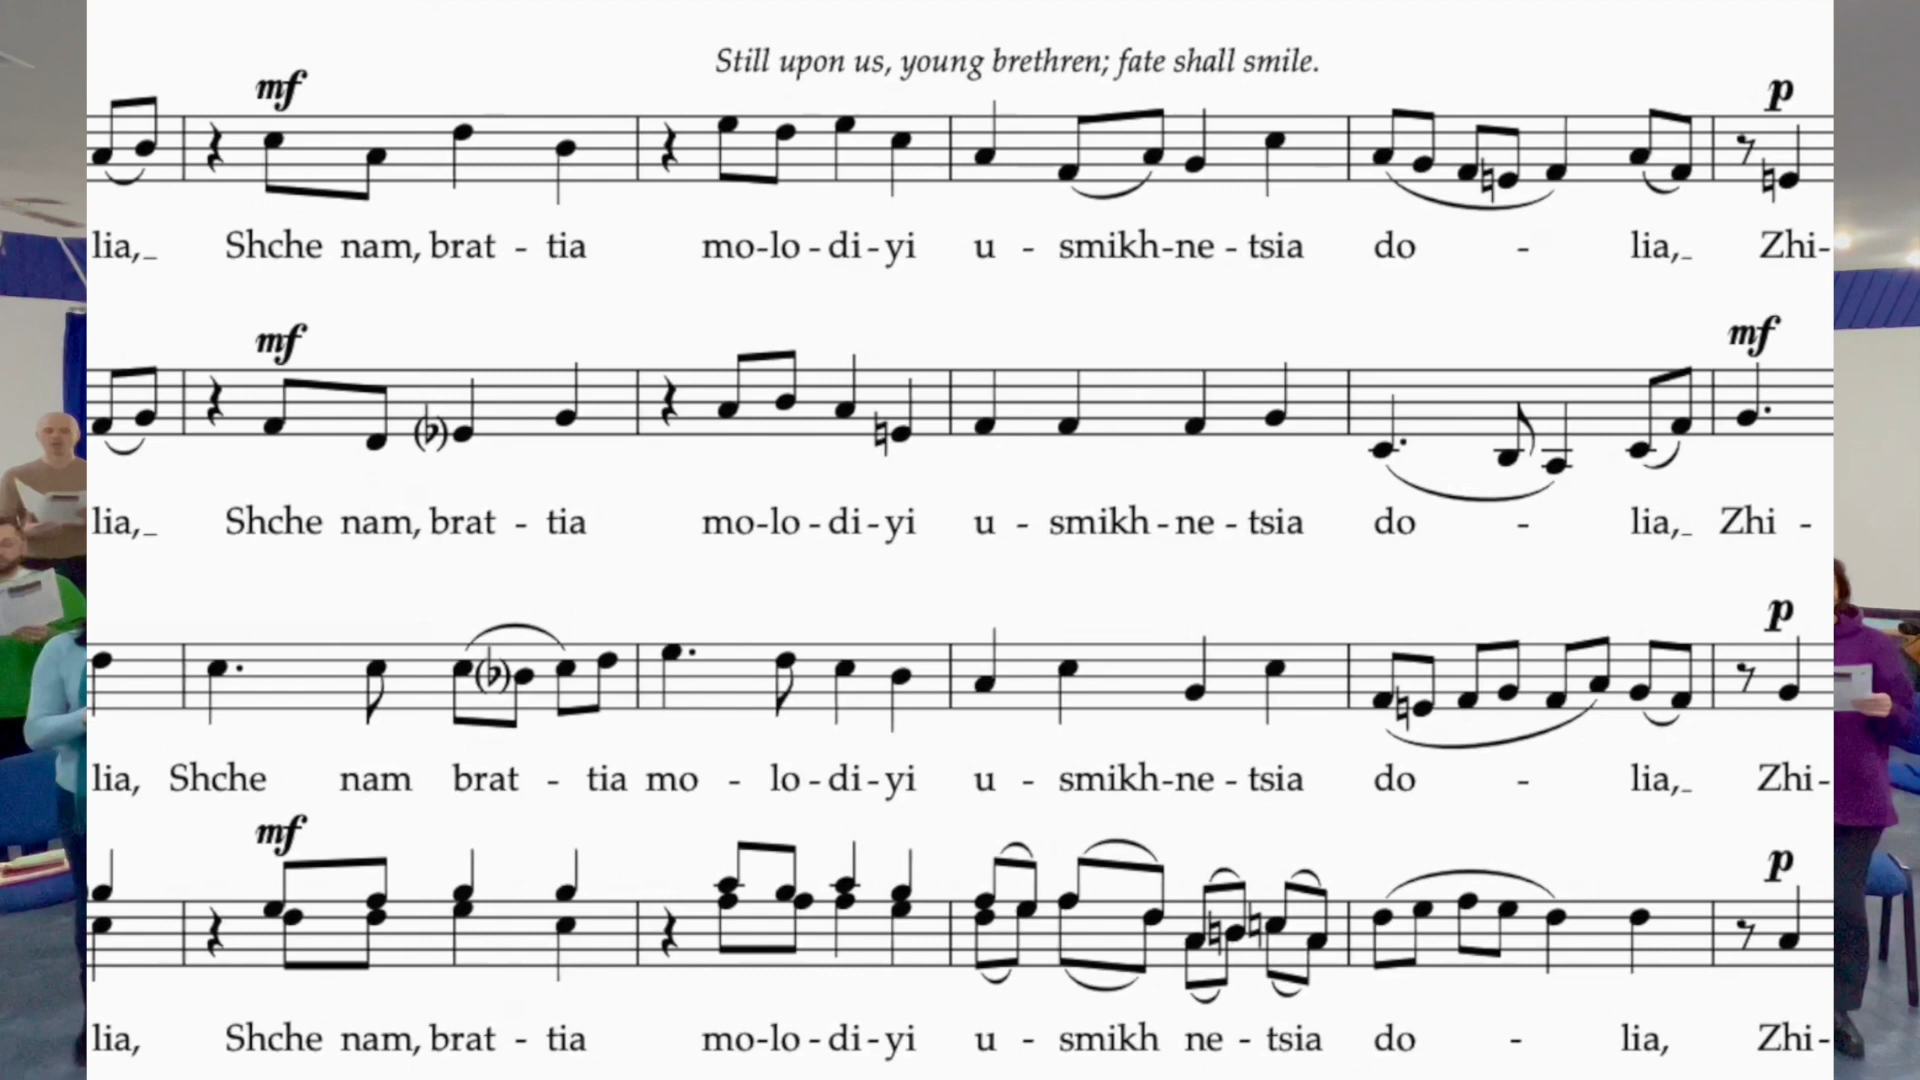 Still upon us, young brethren; fate shall smile.
mf p
lia,_ Shche nam, brat - tia mo-lo-di-yi u - smikh-ne-tsia do - lia,_ Zhi-
mf mf
lia,_ Shche nam, brat - tia mo-lo-di-yi u - smikh-ne-tsia do - lia,_ Zhi -
p
lia, Shche nam brat - tia mo - lo-di-yi u - smikh-ne-tsia do - lia,_ Zhi-
mf p
lia, Shche nam, brat - tia mo-lo-di-yi u - smikh ne - tsia do - lia, Zhi-